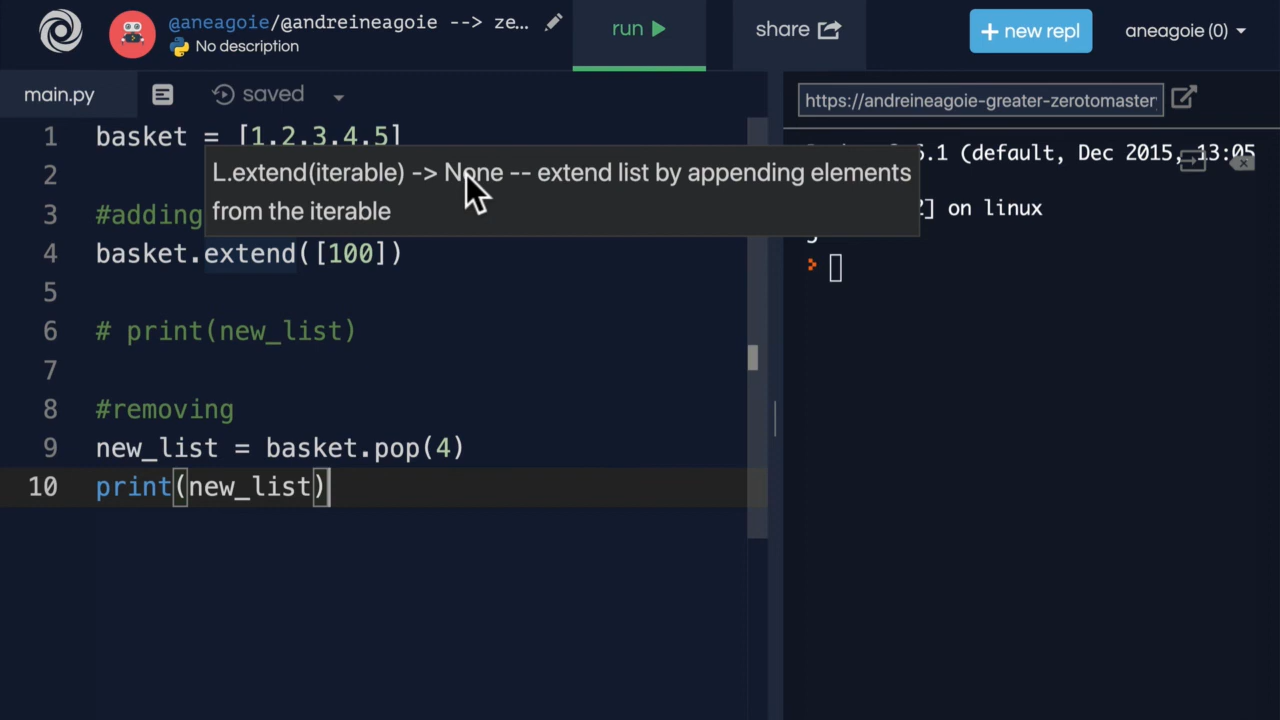 @aneagoie/@andreineagoie --> ze...
No description
run
share
+ new repl
aneagoie (0)
main.py
saved
https://andreineagoie-greater-zerotomaster
1 basket = [1,2,3,4,5]
2
L.extend(iterable) -> None -- extend list by appending elements
from the iterable
3 #adding
4 basket.extend([100])
5
6 # print(new_list)
7
8 #removing
9 new_list = basket.pop(4)
10 print(new_list)
(default, Dec 2015, 13:05
] on linux